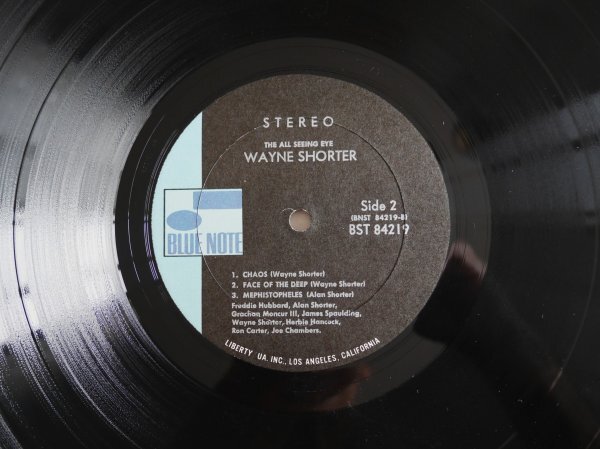 STEREO
THE ALL SEEING EYE
WAYNE SHORTER
Side 2
(BNST 84219-B)
BST 84219
BLUE NOTE
1. CHAOS (Wayne Shorter)
2. FACE OF THE DEEP (Wayne Shorter)
3. MEPHISTOPHELES (Alan Shorter)
Freddie Hubbard, Alan Shorter,
Grachan Moncur III, James Spaulding,
Wayne Shorter, Herbie Hancock,
Ron Carter, Joe Chambers.
LIBERTY UA, INC., LOS ANGELES, CALIFORNIA